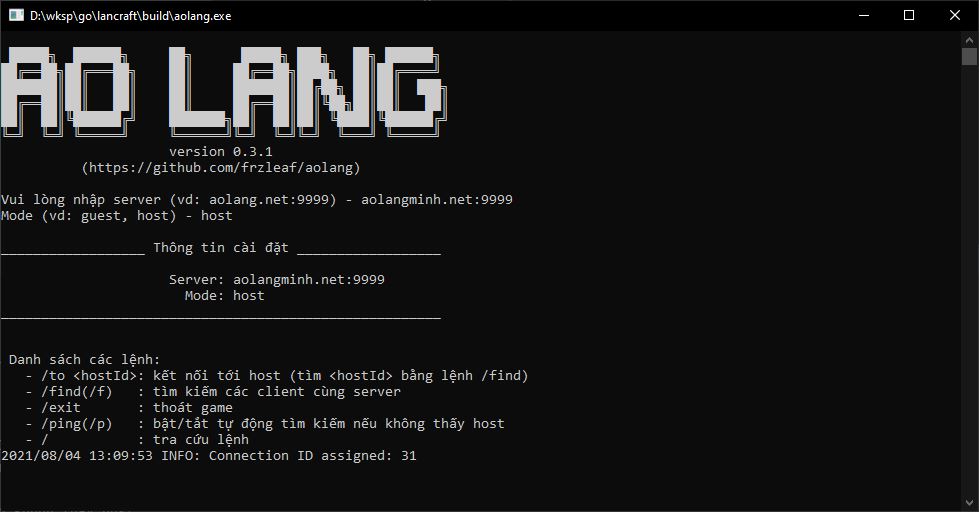 D:\wksp\go\lancraft\build\aolang.exe
AO LANG
version 0.3.1
(https://github.com/frzleaf/aolang)
Vui lòng nhập server (vd: aolang.net:9999) - aolangminh.net:9999
Mode (vd: guest, host) - host
__________________ Thông tin cài đặt __________________
Server: aolangminh.net:9999
Mode: host
_______________________________________________________
Danh sách các lệnh:
- /to <hostId>: kết nối tới host (tìm <hostId> bằng lệnh /find)
- /find(/f)   : tìm kiếm các client cùng server
- /exit       : thoát game
- /ping(/p)   : bật/tắt tự động tìm kiếm nếu không thấy host
- /           : tra cứu lệnh
2021/08/04 13:09:53 INFO: Connection ID assigned: 31